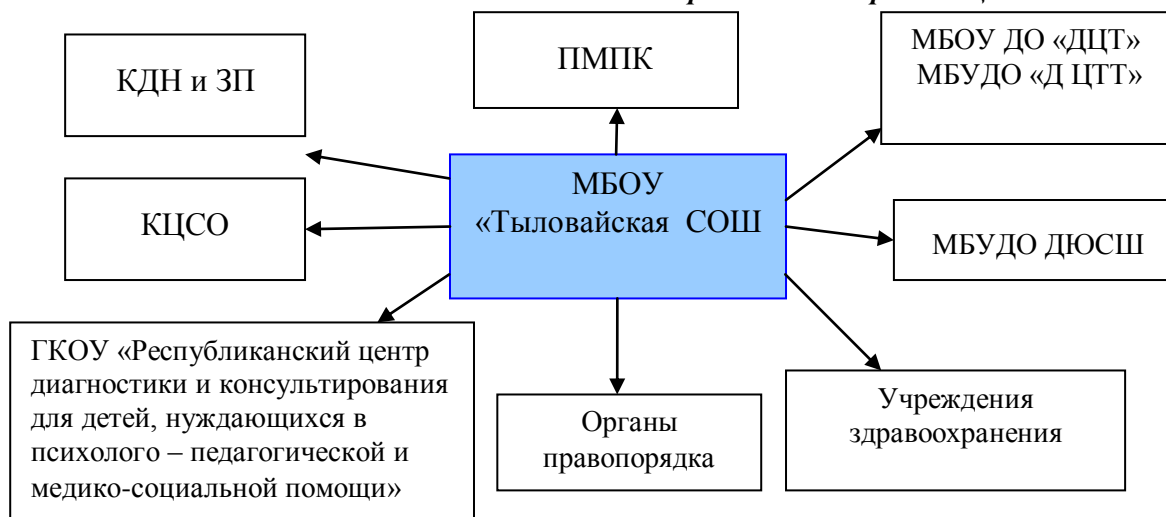 КДН и ЗП
ПМПК
МБОУ ДО «ДЦТ»
МБУДО «Д ЦТТ»
МБОУ
«Тыловайская СОШ
КЦСО
МБУДО ДЮСШ
ГКОУ «Республиканский центр
диагностики и консультирования
для детей, нуждающихся в
психолого – педагогической и
медико-социальной помощи»
Органы
правопорядка
Учреждения
здравоохранения